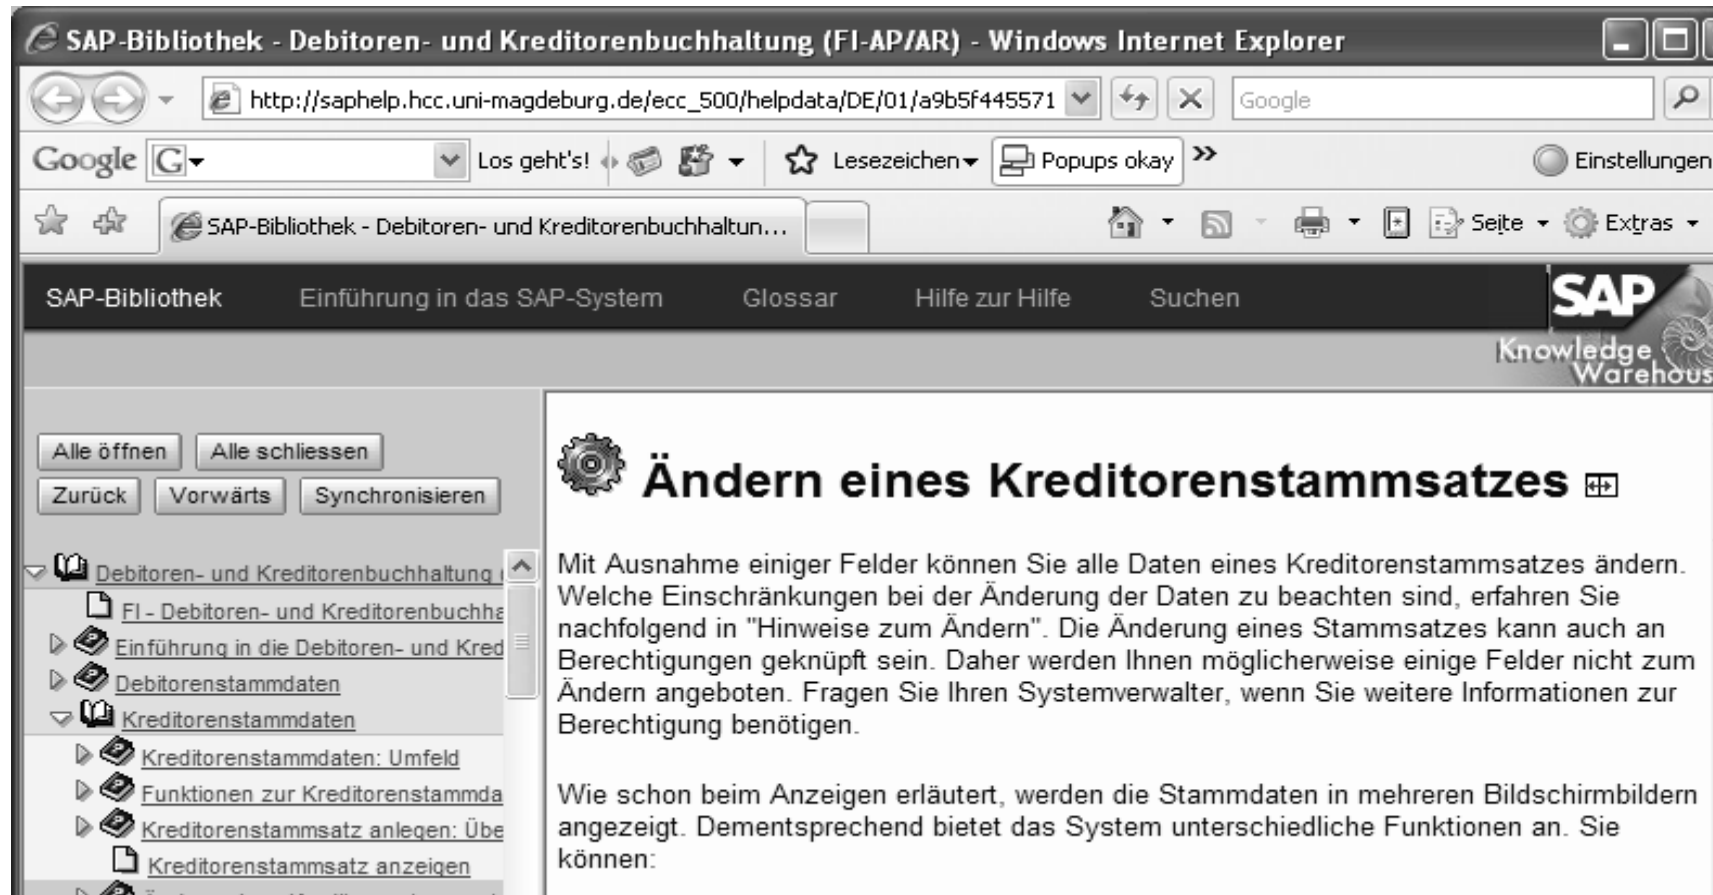 SAP-Bibliothek - Debitoren- und Kreditorenbuchhaltung (FI-AP/AR) - Windows Internet Explorer
http://saphelp.hcc.uni-magdeburg.de/ecc_500/helpdata/DE/01/a9b5f445571
Google
Google G Los geht's! Lesezeichen Popups okay » Einstellungen
SAP-Bibliothek - Debitoren- und Kreditorenbuchhaltun... Seite Extras
SAP-Bibliothek Einführung in das SAP-System Glossar Hilfe zur Hilfe Suchen SAP
Knowledge
Warehous
Alle öffnen Alle schliessen
Zurück Vorwärts Synchronisieren
Debitoren- und Kreditorenbuchhaltung (
FI - Debitoren- und Kreditorenbuchha
Einführung in die Debitoren- und Kred
Debitorenstammdaten
Kreditorenstammdaten
Kreditorenstammdaten: Umfeld
Funktionen zur Kreditorenstammda
Kreditorenstammsatz anlegen: Übe
Kreditorenstammsatz anzeigen
Ändern eines Kreditorenstammsatzes
Mit Ausnahme einiger Felder können Sie alle Daten eines Kreditorenstammsatzes ändern.
Welche Einschränkungen bei der Änderung der Daten zu beachten sind, erfahren Sie
nachfolgend in "Hinweise zum Ändern". Die Änderung eines Stammsatzes kann auch an
Berechtigungen geknüpft sein. Daher werden Ihnen möglicherweise einige Felder nicht zum
Ändern angeboten. Fragen Sie Ihren Systemverwalter, wenn Sie weitere Informationen zur
Berechtigung benötigen.
Wie schon beim Anzeigen erläutert, werden die Stammdaten in mehreren Bildschirmbildern
angezeigt. Dementsprechend bietet das System unterschiedliche Funktionen an. Sie
können: